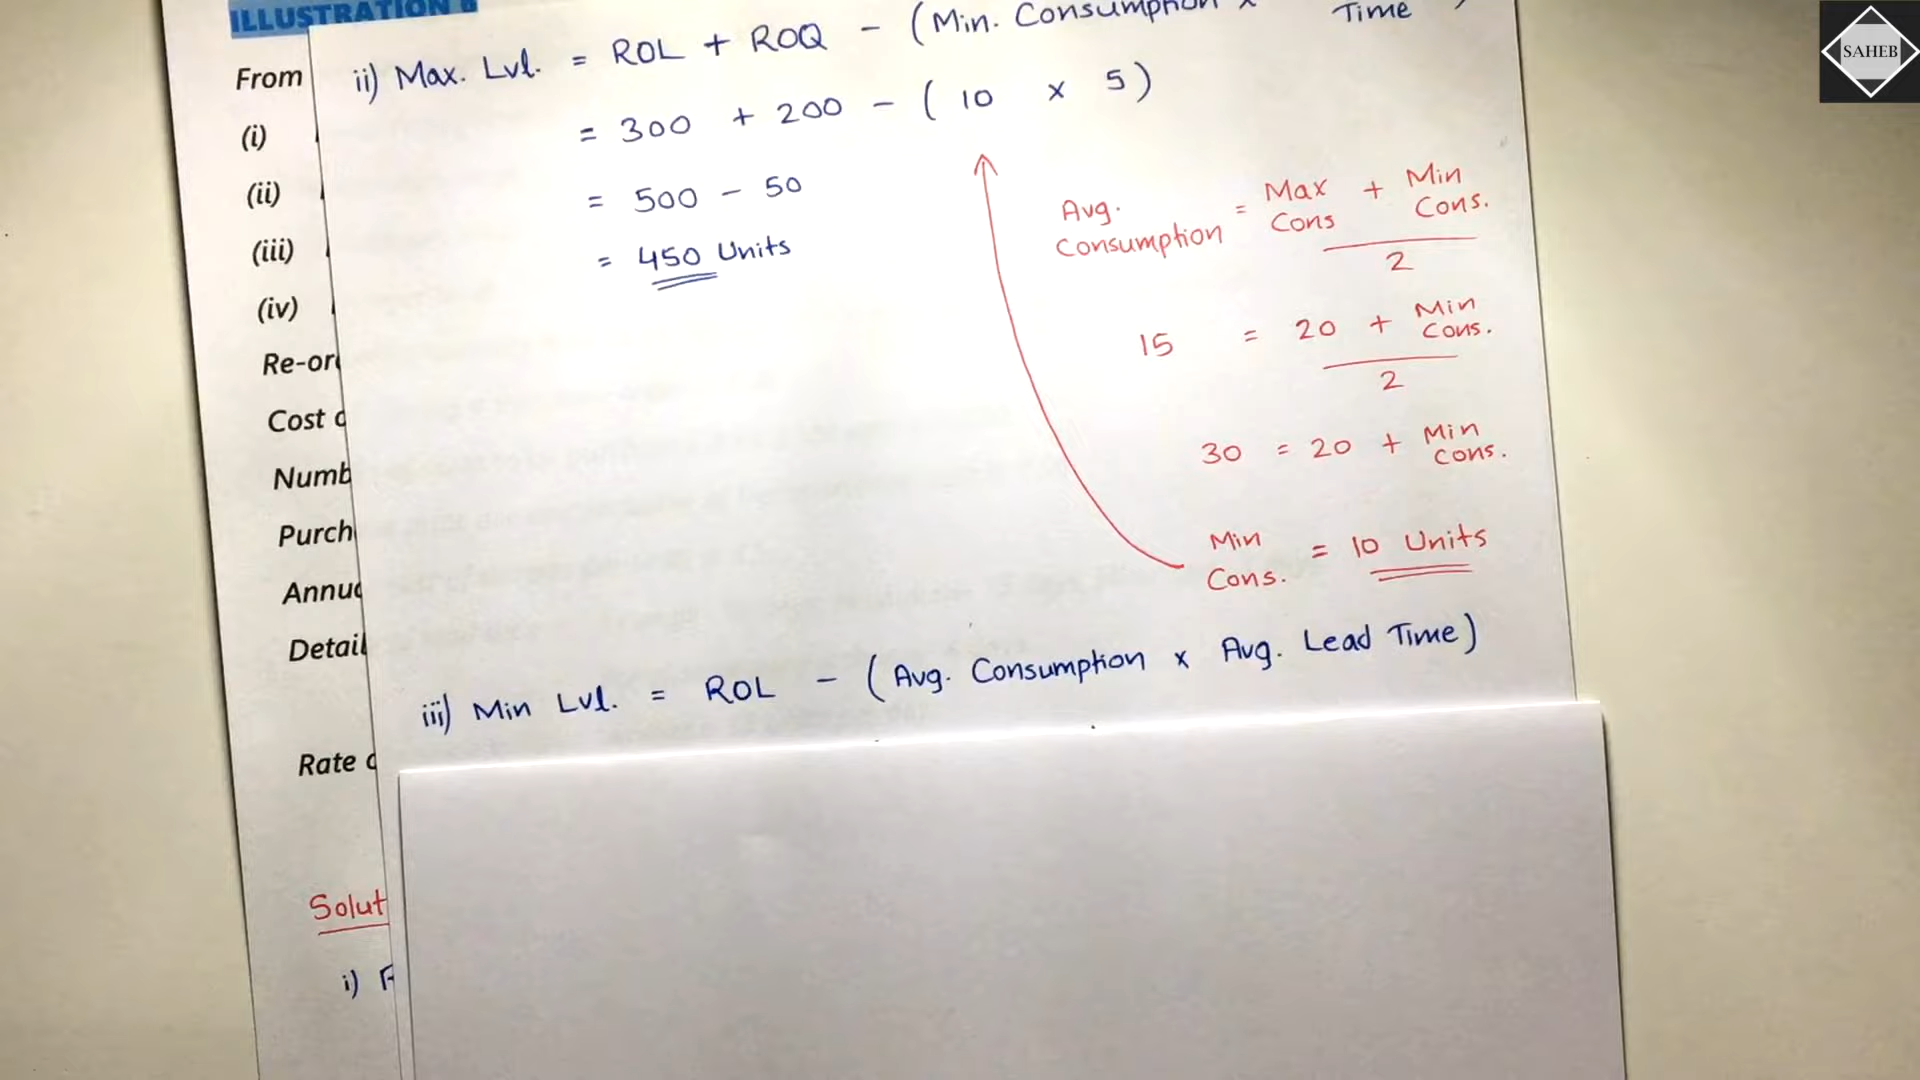 ILLUSTRATION
SAHEB
From
(i)
(ii)
(iii)
(iv)
Re-or
Cost
Numb
Purch
Annu
Detail
Rate
Solut
i)
ii) Max. Lvl. = ROL + ROQ - (Min. Consumption x Time )
= 300 + 200 - ( 10 x 5 )
= 500 - 50
= 450 Units
Avg. Consumption = Max Cons + Min Cons.
2
15 = 20 + Min Cons.
2
30 = 20 + Min Cons.
Min Cons. = 10 Units
iii) Min Lvl. = ROL - (Avg. Consumption x Avg. Lead Time)